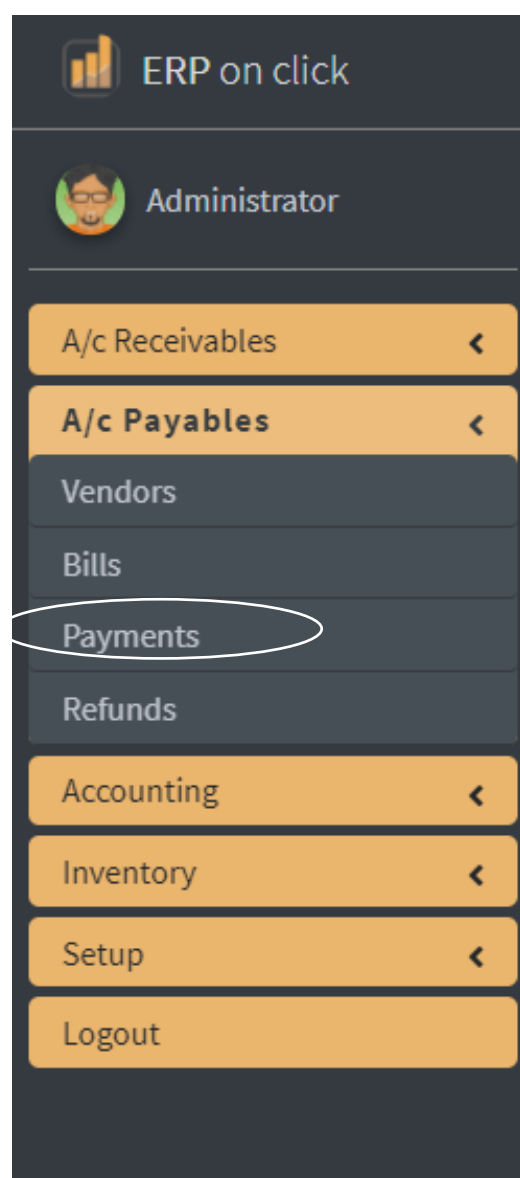 ERP on click
Administrator
A/c Receivables
A/c Payables
Vendors
Bills
Payments
Refunds
Accounting
Inventory
Setup
Logout